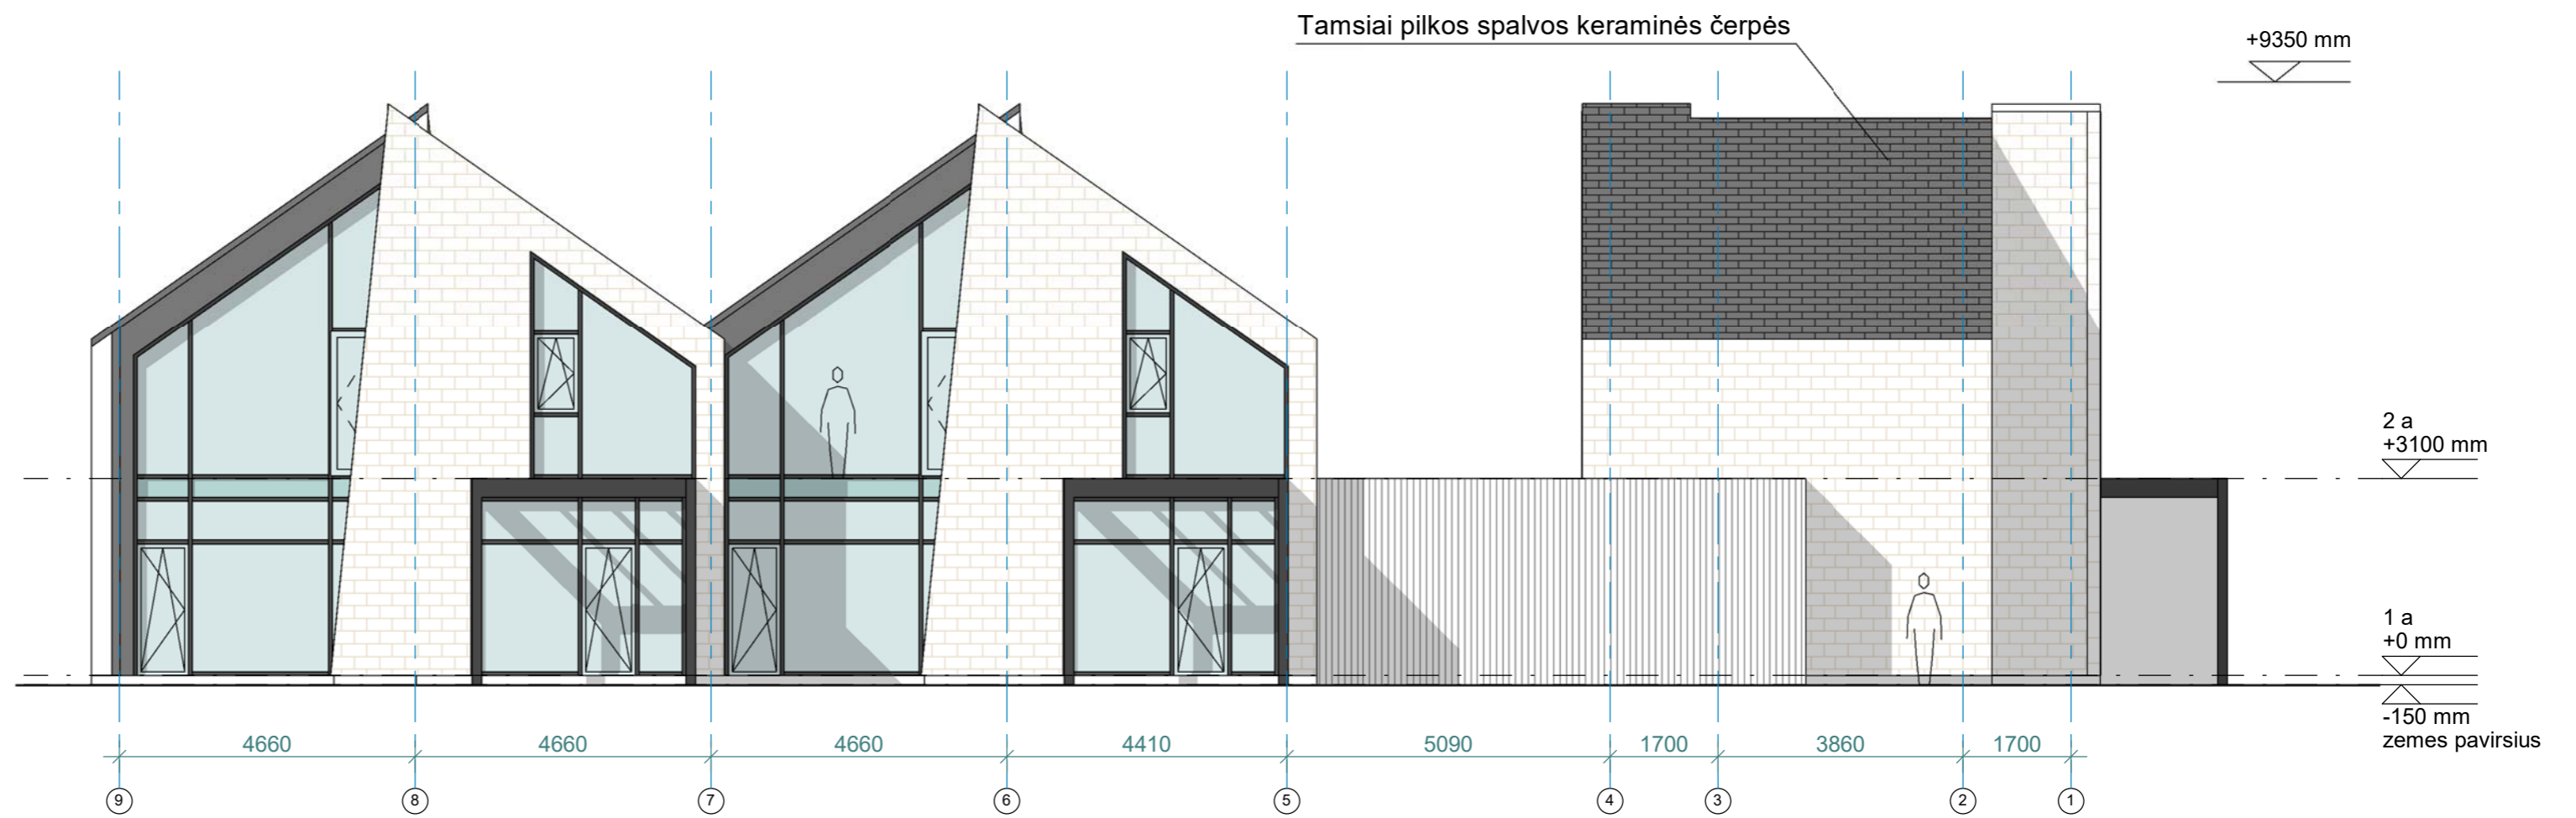 Tamsiai pilkos spalvos keraminės čerpės
+9350 mm
2 a
+3100 mm
1 a
+0 mm
-150 mm
zemes pavirsius
4660 4660 4660 4410 5090 1700 3860 1700
9 8 7 6 5 4 3 2 1